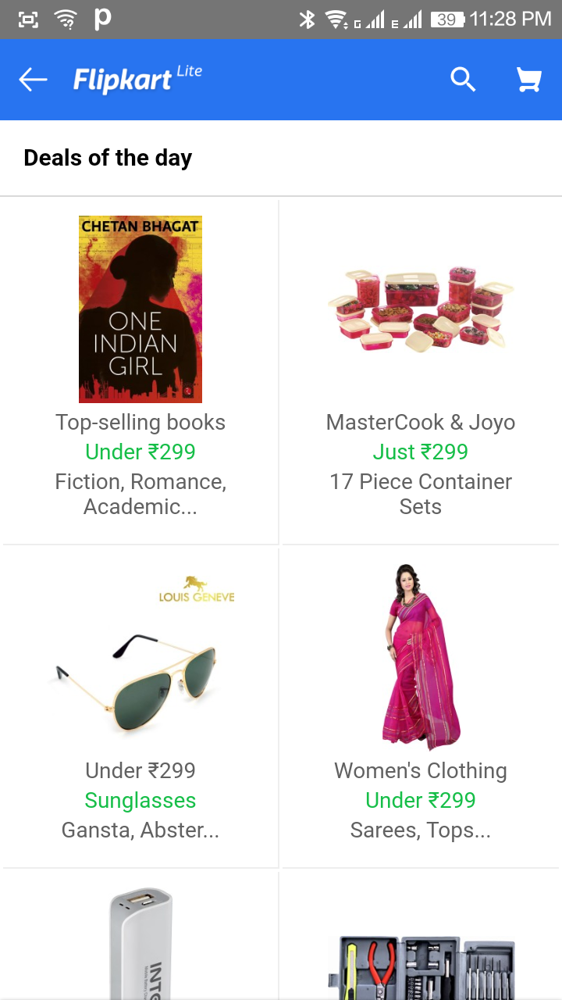 p
G
E
39
11:28 PM
Flipkart Lite
Deals of the day
CHETAN BHAGAT
ONE
INDIAN
GIRL
Top-selling books
Under ₹299
Fiction, Romance,
Academic...
MasterCook & Joyo
Just ₹299
17 Piece Container
Sets
LOUIS GENEVE
Under ₹299
Sunglasses
Gansta, Abster...
Women's Clothing
Under ₹299
Sarees, Tops...